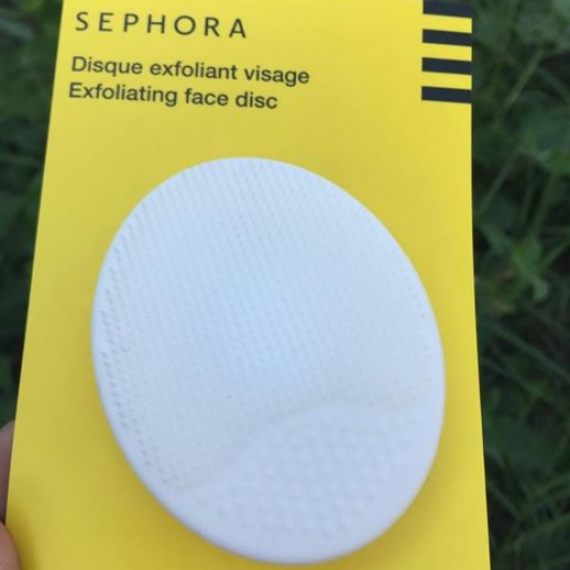 SEPHORA
Disque exfoliant visage
Exfoliating face disc